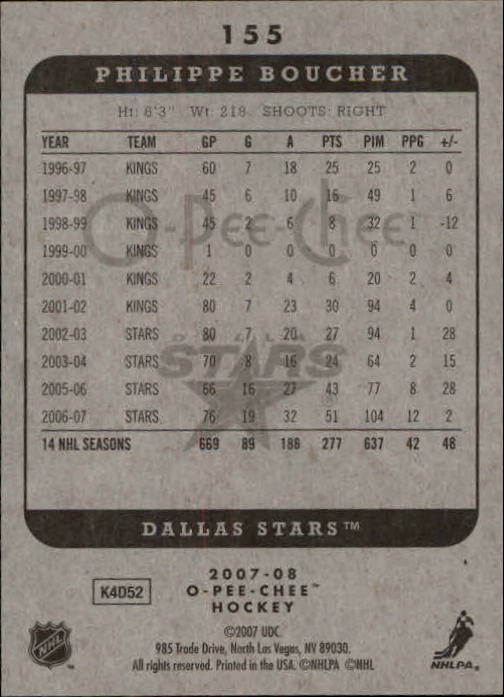 155
PHILIPPE BOUCHER
Ht: 6'3" Wt: 218 SHOOTS: RIGHT
YEAR TEAM GP G A PTS PIM PPG +/-
1996-97 KINGS 60 7 18 25 25 2 0
1997-98 KINGS 45 6 10 16 49 1 6
1998-99 KINGS 45 2 6 8 32 1 -12
1999-00 KINGS 1 0 0 0 0 0 0
2000-01 KINGS 22 2 4 6 20 2 4
2001-02 KINGS 80 7 23 30 94 4 0
2002-03 STARS 80 7 20 27 94 1 28
2003-04 STARS 70 8 16 24 64 2 15
2005-06 STARS 66 16 27 43 77 8 28
2006-07 STARS 76 19 32 51 104 12 2
14 NHL SEASONS 669 89 188 277 637 42 48
O-Pee-Chee
DALLAS
STARS
DALLAS STARS™
K4D52
2007-08
O-PEE-CHEE™
HOCKEY
©2007 UDC
985 Trade Drive, North Las Vegas, NV 89030.
All rights reserved. Printed in the USA. ©NHLPA ©NHL
NHL
NHLPA